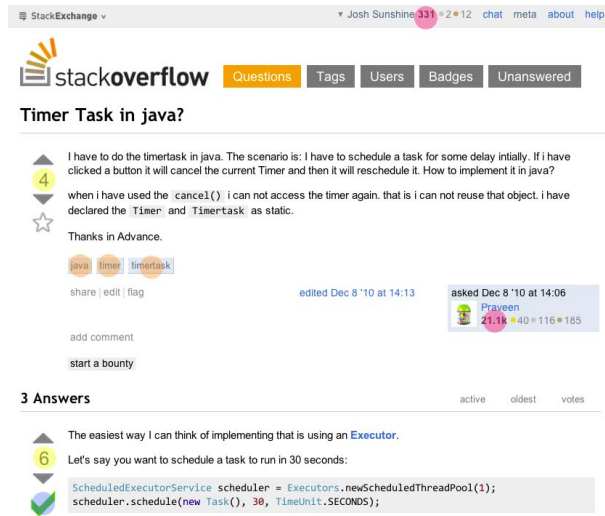 StackExchange
Josh Sunshine 331 2 12 chat meta about help
stackoverflow Questions Tags Users Badges Unanswered
Timer Task in java?
I have to do the timertask in java. The scenario is: I have to schedule a task for some delay intially. If i have
clicked a button it will cancel the current Timer and then it will reschedule it. How to implement it in java?
4
when i have used the cancel() i can not access the timer again. that is i can not reuse that object. i have
declared the Timer and Timertask as static.
Thanks in Advance.
java timer timertask
share | edit | flag edited Dec 8 '10 at 14:13 asked Dec 8 '10 at 14:06
Praveen
21.1k 40 116 185
add comment
start a bounty
3 Answers active oldest votes
The easiest way I can think of implementing that is using an Executor.
6
Let's say you want to schedule a task to run in 30 seconds:
ScheduledExecutorService scheduler = Executors.newScheduledThreadPool(1);
scheduler.schedule(new Task(), 30, TimeUnit.SECONDS);